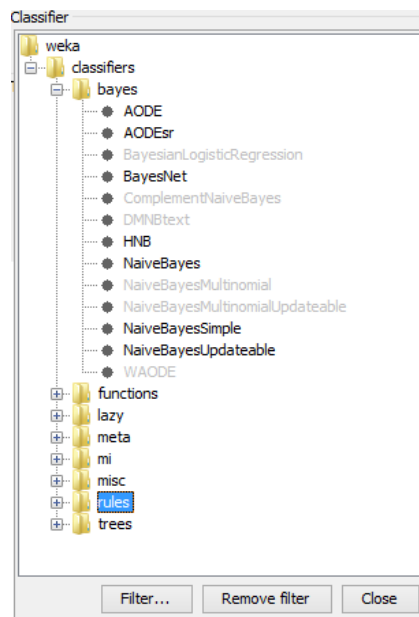 Classifier
weka
classifiers
bayes
AODE
AODEsr
BayesianLogisticRegression
BayesNet
ComplementNaiveBayes
DMNBtext
HNB
NaiveBayes
NaiveBayesMultinomial
NaiveBayesMultinomialUpdateable
NaiveBayesSimple
NaiveBayesUpdateable
WAODE
functions
lazy
meta
mi
misc
rules
trees
Filter... Remove filter Close